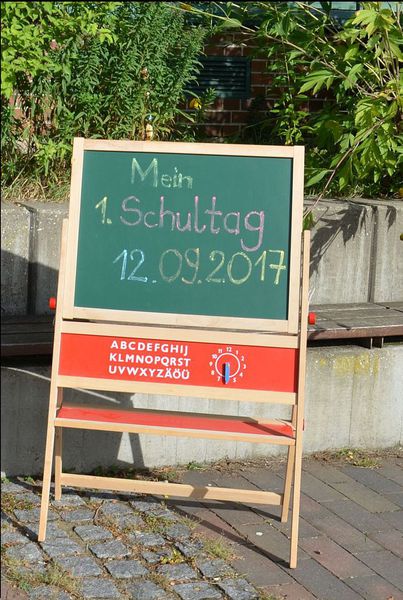 Mein
1. Schultag
12.09.2017
ABCDEFGHIJ
KLMNOPQRST
UVWXYZÄÖÜ